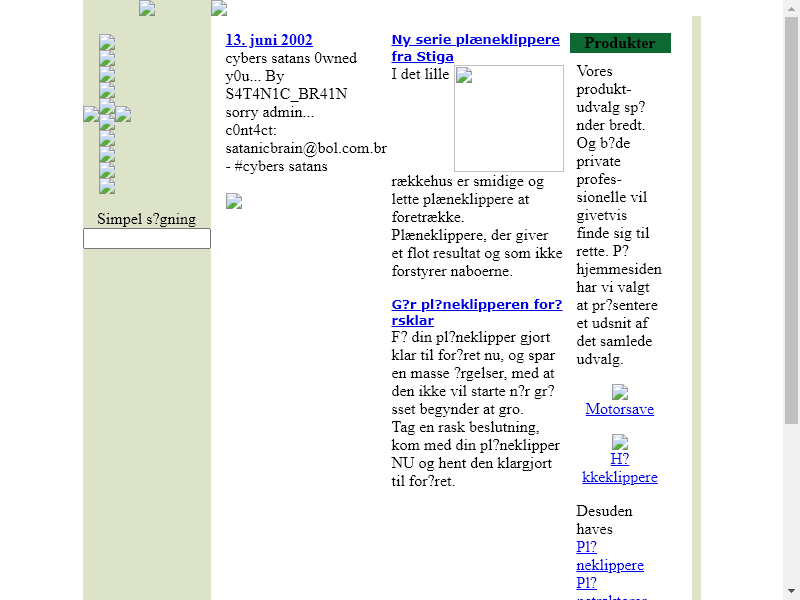 Simpel s?gning
13. juni 2002
cybers satans 0wned
y0u... By
S4T4N1C_BR41N
sorry admin...
c0nt4ct:
satanicbrain@bol.com.br
- #cybers satans
Ny serie plæneklippere
fra Stiga
I det lille
rækkehus er smidige og
lette plæneklippere at
foretrække.
Plæneklippere, der giver
et flot resultat og som ikke
forstyrer naboerne.
G?r pl?neklipperen for?
rsklar
F? din pl?neklipper gjort
klar til for?ret nu, og spar
en masse ?rgelser, med at
den ikke vil starte n?r gr?
sset begynder at gro.
Tag en rask beslutning,
kom med din pl?neklipper
NU og hent den klargjort
til for?ret.
Produkter
Vores
produkt-
udvalg sp?
nder bredt.
Og b?de
private
profes-
sionelle vil
givetvis
finde sig til
rette. P?
hjemmesiden
har vi valgt
at pr?sentere
et udsnit af
det samlede
udvalg.
Motorsave
H?
kkeklippere
Desuden
haves
Pl?
neklippere
Pl?